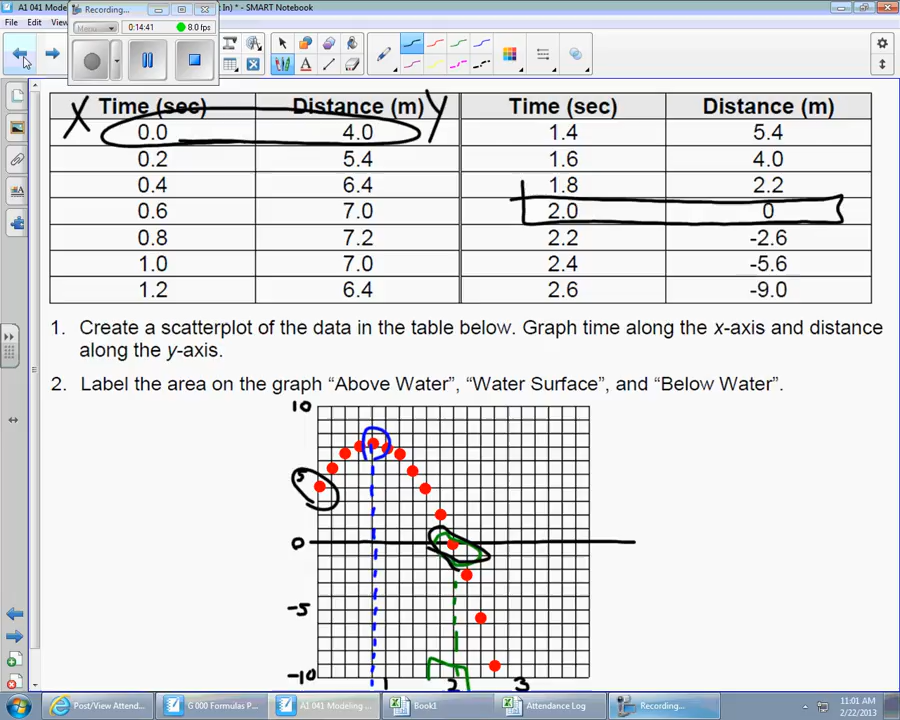 A1 041 Model
In) * - SMART Notebook
Recording...
File Edit View
Menu
0:14:41
8.0 fps
X Time (sec) Distance (m) Y Time (sec) Distance (m)
0.0 4.0 1.4 5.4
0.2 5.4 1.6 4.0
0.4 6.4 1.8 2.2
0.6 7.0 2.0 0
0.8 7.2 2.2 -2.6
1.0 7.0 2.4 -5.6
1.2 6.4 2.6 -9.0
1. Create a scatterplot of the data in the table below. Graph time along the x-axis and distance
along the y-axis.
2. Label the area on the graph “Above Water”, “Water Surface”, and “Below Water”.
10
5
0
-5
-10
1 2 3
Post/View Attend... G 000 Formulas P... A1 041 Modeling ... Book1 Attendance Log Recording...
11:01 AM
2/22/2013